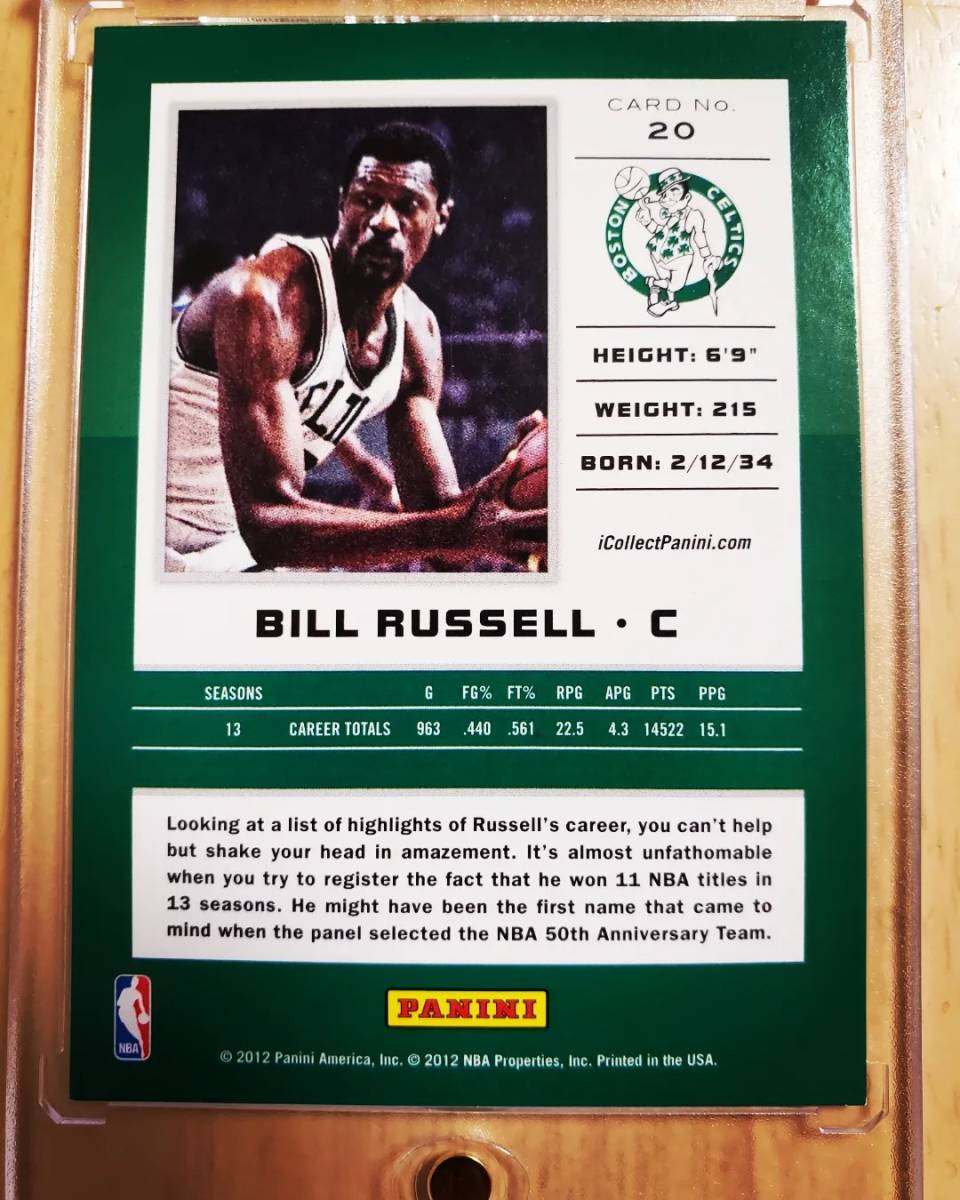 CARD No.
20
BOSTON CELTICS
HEIGHT: 6'9"
WEIGHT: 215
BORN: 2/12/34
iCollectPanini.com
ELTI
BILL RUSSELL • C
SEASONS G FG% FT% RPG APG PTS PPG
13 CAREER TOTALS 963 .440 .561 22.5 4.3 14522 15.1
Looking at a list of highlights of Russell's career, you can't help
but shake your head in amazement. It's almost unfathomable
when you try to register the fact that he won 11 NBA titles in
13 seasons. He might have been the first name that came to
mind when the panel selected the NBA 50th Anniversary Team.
PANINI
NBA
© 2012 Panini America, Inc. © 2012 NBA Properties, Inc. Printed in the USA.